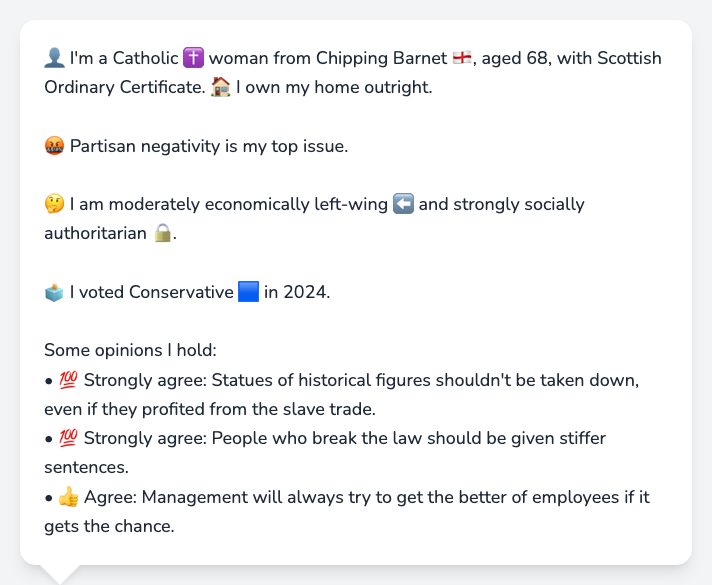 👤 I'm a Catholic ✝️ woman from Chipping Barnet 🏴󠁧󠁢󠁥󠁮󠁧󠁿, aged 68, with Scottish
Ordinary Certificate. 🏠 I own my home outright.
🤬 Partisan negativity is my top issue.
🤔 I am moderately economically left-wing ⬅️ and strongly socially
authoritarian 🔒.
🗳️ I voted Conservative 🟦 in 2024.
Some opinions I hold:
• 💯 Strongly agree: Statues of historical figures shouldn't be taken down,
even if they profited from the slave trade.
• 💯 Strongly agree: People who break the law should be given stiffer
sentences.
• 👍 Agree: Management will always try to get the better of employees if it
gets the chance.